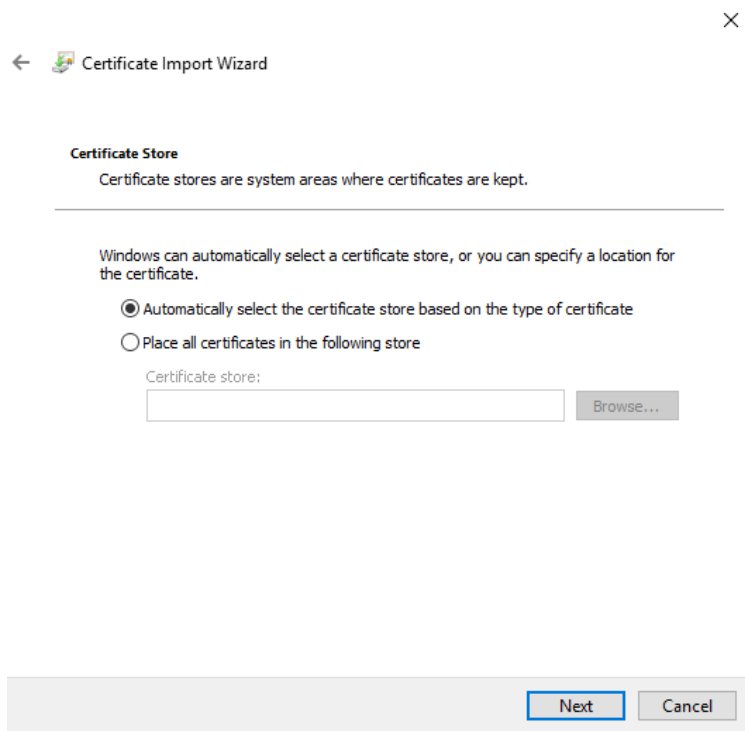 Certificate Import Wizard
Certificate Store
Certificate stores are system areas where certificates are kept.
Windows can automatically select a certificate store, or you can specify a location for
the certificate.
Automatically select the certificate store based on the type of certificate
Place all certificates in the following store
Certificate store:
Browse...
Next
Cancel